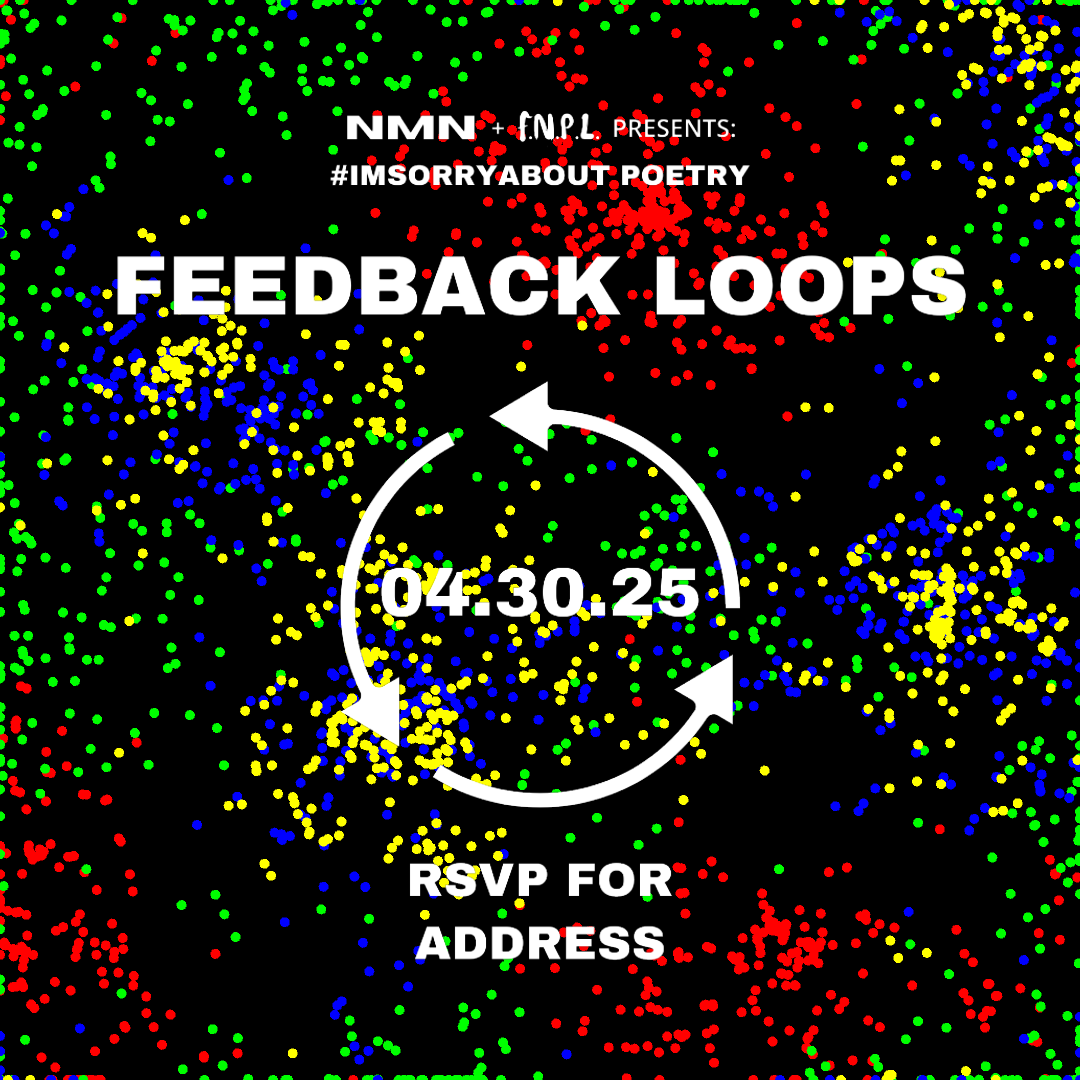 NMN + F.N.P.L. PRESENTS:
#IMSORRYABOUT POETRY
FEEDBACK LOOPS
04.30.25
RSVP FOR
ADDRESS